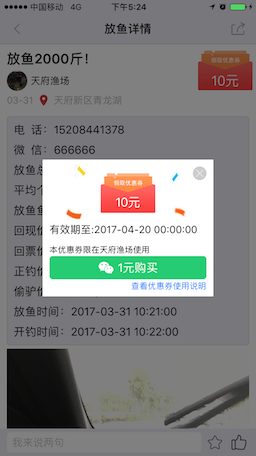 中国移动 4G 下午5:24
放鱼详情
放鱼2000斤！
天府渔场
领取优惠券
10元
03-31 天府新区青龙湖
电 话：15208441378
微 信：666666
放鱼总
平均个
放鱼鱼
回现价
回票价
正钓价
偷驴价
领取优惠券
10元
有效期至:2017-04-20 00:00:00
本优惠券限在天府渔场使用
1元购买
查看优惠券使用说明
放鱼时间：2017-03-31 10:21:00
开钓时间：2017-03-31 10:22:00
我来说两句